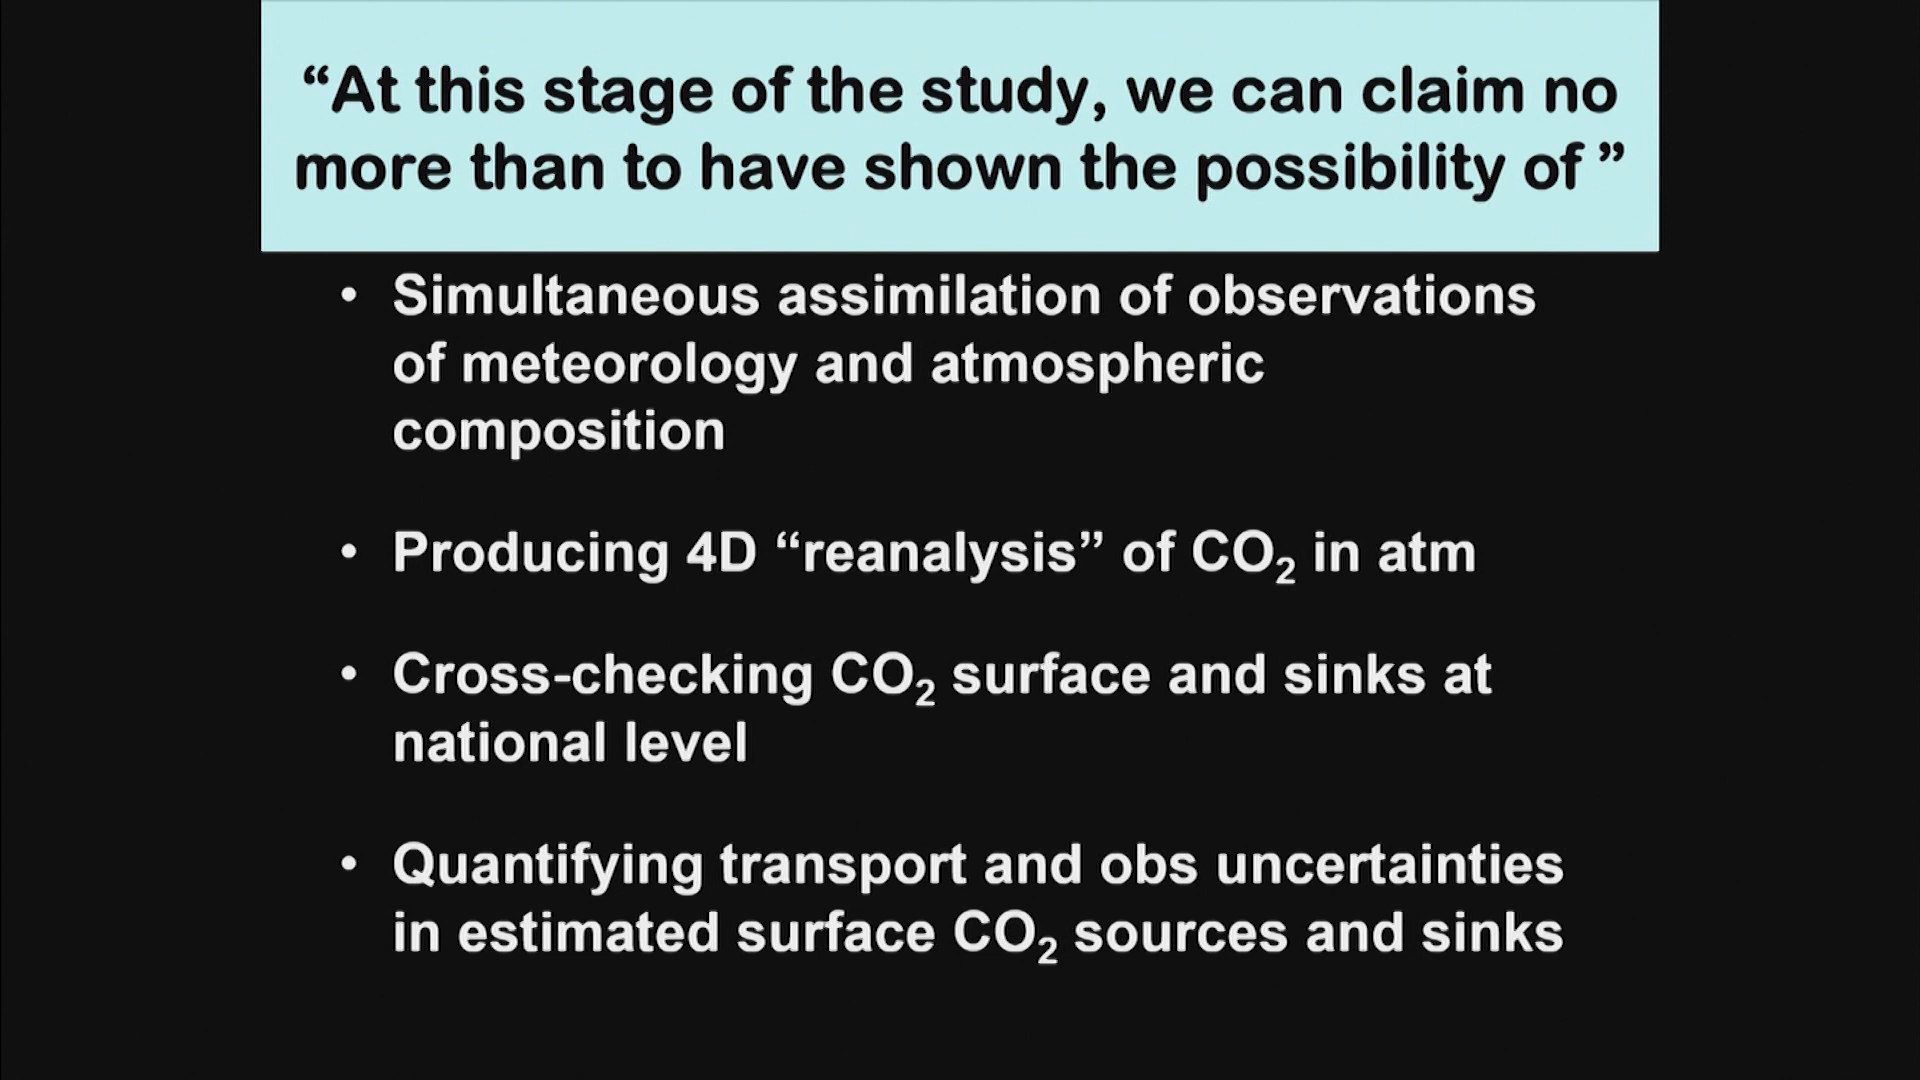 “At this stage of the study, we can claim no
more than to have shown the possibility of ”
• Simultaneous assimilation of observations
of meteorology and atmospheric
composition
• Producing 4D “reanalysis” of CO₂ in atm
• Cross-checking CO₂ surface and sinks at
national level
• Quantifying transport and obs uncertainties
in estimated surface CO₂ sources and sinks